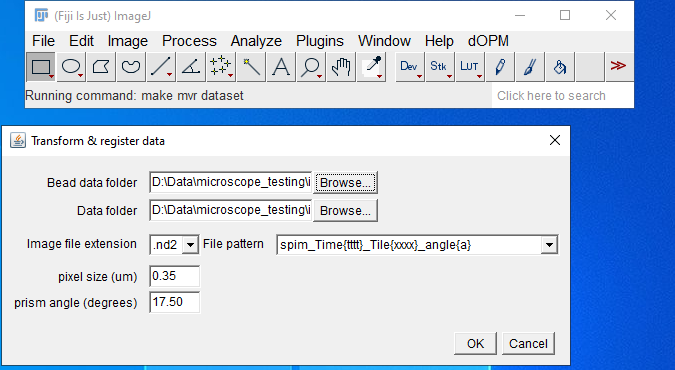 (Fiji Is Just) ImageJ
File Edit Image Process Analyze Plugins Window Help dOPM
A Dev Stk LUT >>
Running command: make mvr dataset Click here to search
Transform & register data
Bead data folder D:\Data\microscope_testing\i Browse...
Data folder D:\Data\microscope_testing\i Browse...
Image file extension .nd2 File pattern spim_Time{tttt}_Tile{xxxx}_angle{a}
pixel size (um) 0.35
prism angle (degrees) 17.50
OK Cancel